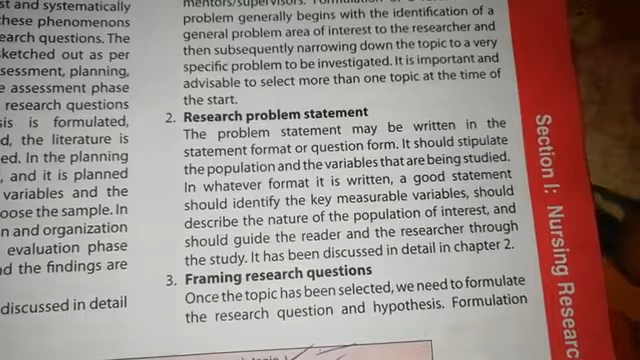 st and systematically
hese phenomenons
earch questions. The
sketched out as per
sessment, planning,
e assessment phase
research questions
sis is formulated,
d, the literature is
ed. In the planning
, and it is planned
variables and the
oose the sample. In
n and organization
evaluation phase
nd the findings are
discussed in detail
mentors/supervisors. Formulation of a
problem generally begins with the identification of a
general problem area of interest to the researcher and
then subsequently narrowing down the topic to a very
specific problem to be investigated. It is important and
advisable to select more than one topic at the time of
the start.
2. Research problem statement
The problem statement may be written in the
statement format or question form. It should stipulate
the population and the variables that are being studied.
In whatever format it is written, a good statement
should identify the key measurable variables, should
describe the nature of the population of interest, and
should guide the reader and the researcher through
the study. It has been discussed in detail in chapter 2.
3. Framing research questions
Once the topic has been selected, we need to formulate
the research question and hypothesis. Formulation
Section I: Nursing Researc